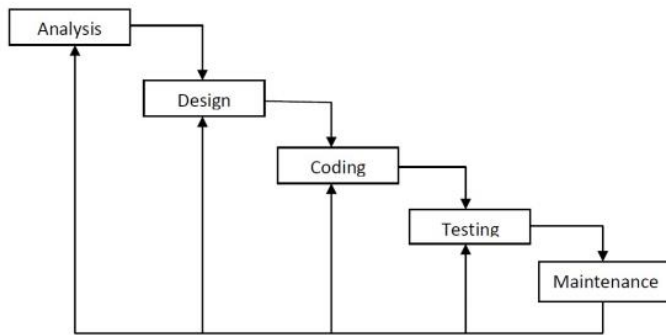 Analysis
Design
Coding
Testing
Maintenance